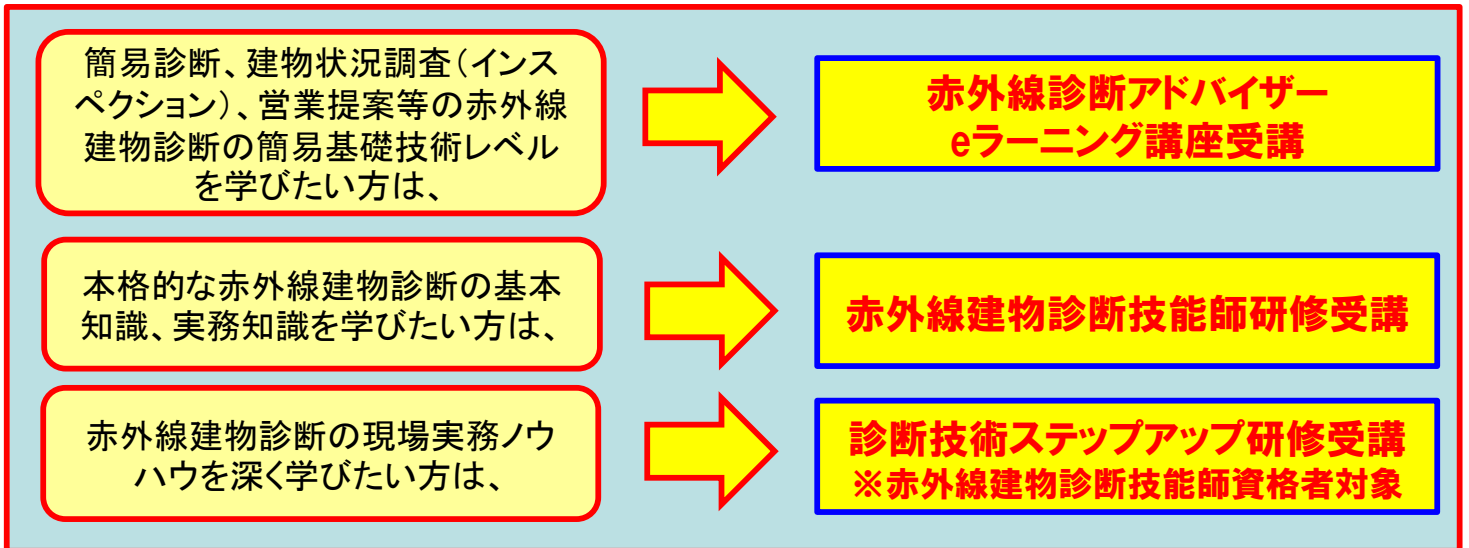 簡易診断、建物状況調査（インス
ペクション）、営業提案等の赤外線
建物診断の簡易基礎技術レベル
を学びたい方は、
赤外線診断アドバイザー
eラーニング講座受講
本格的な赤外線建物診断の基本
知識、実務知識を学びたい方は、
赤外線建物診断技能師研修受講
赤外線建物診断の現場実務ノウ
ハウを深く学びたい方は、
診断技術ステップアップ研修受講
※赤外線建物診断技能師資格者対象